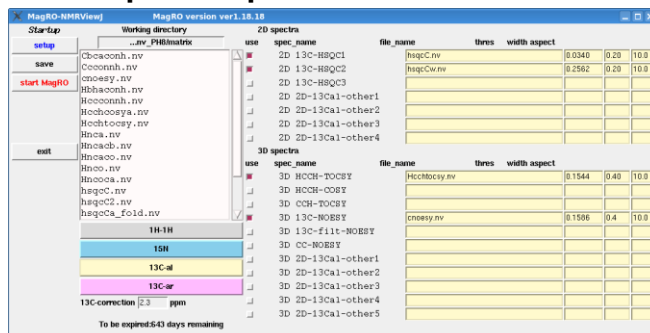 MagRO-NMRViewJ MagRO version ver1.18.18
Startup Working directory 2D spectra
setup ...nv_PH8/matrix use spec_name file_name thres width aspect
save
start MagRO
exit
Cbcaconh.nv
Ccconnh.nv
cnoesy.nv
Hbhaconh.nv
Hccconnh.nv
Hcchcosya.nv
Hcchtocsy.nv
Hnca.nv
Hncacb.nv
Hncaco.nv
Hnco.nv
Hncoca.nv
hsqcC.nv
hsqcC2.nv
hsqcCa_fold.nv
1H-1H
15N
13C-al
13C-ar
13C-correction 2.3 ppm
To be expired:643 days remaining
2D 13C-HSQC1 hsqcC.nv 0.0340 0.20 10.0
2D 13C-HSQC2 hsqcCw.nv 0.2562 0.20 10.0
2D 13C-HSQC3
2D 2D-13Cal-other1
2D 2D-13Cal-other2
2D 2D-13Cal-other3
2D 2D-13Cal-other4
3D spectra
use spec_name file_name thres width aspect
3D HCCH-TOCSY Hcchtocsy.nv 0.1544 0.40 10.0
3D HCCH-COSY
3D CCH-TOCSY
3D 13C-NOESY cnoesy.nv 0.1586 0.4 10.0
3D 13C-filt-NOESY
3D CC-NOESY
3D 2D-13Cal-other1
3D 2D-13Cal-other2
3D 2D-13Cal-other3
3D 2D-13Cal-other4
3D 2D-13Cal-other5